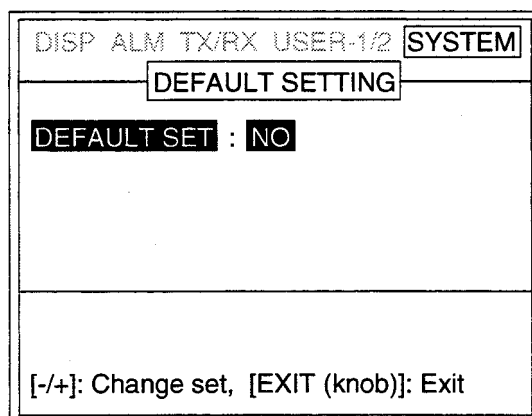 DISP ALM TX/RX USER-1/2 SYSTEM
DEFAULT SETTING
DEFAULT SET : NO
[-/+]: Change set, [EXIT (knob)]: Exit